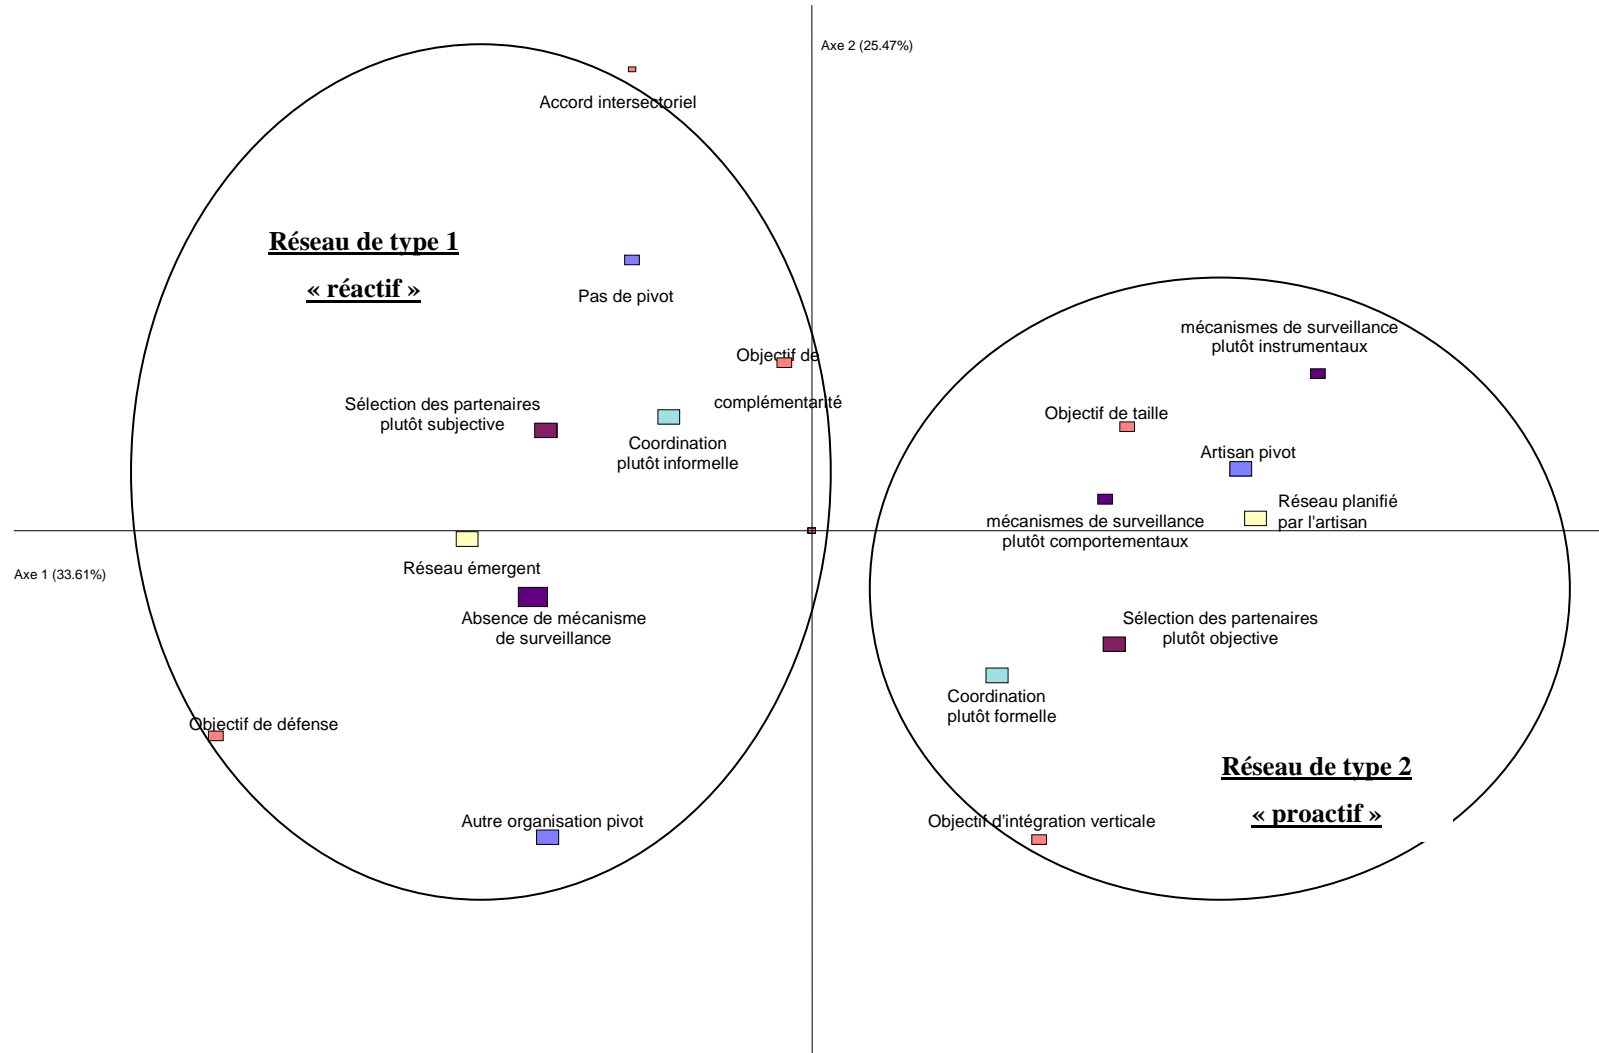 Axe 2 (25.47%)
Accord intersectoriel
Réseau de type 1
« réactif »
Pas de pivot
Objectif de
complémentarité
Sélection des partenaires
plutôt subjective
Coordination
plutôt informelle
Axe 1 (33.61%)
Réseau émergent
Absence de mécanisme
de surveillance
Objectif de défense
Autre organisation pivot
mécanismes de surveillance
plutôt instrumentaux
Objectif de taille
Artisan pivot
Réseau planifié
par l'artisan
mécanismes de surveillance
plutôt comportementaux
Sélection des partenaires
plutôt objective
Coordination
plutôt formelle
Réseau de type 2
« proactif »
Objectif d'intégration verticale